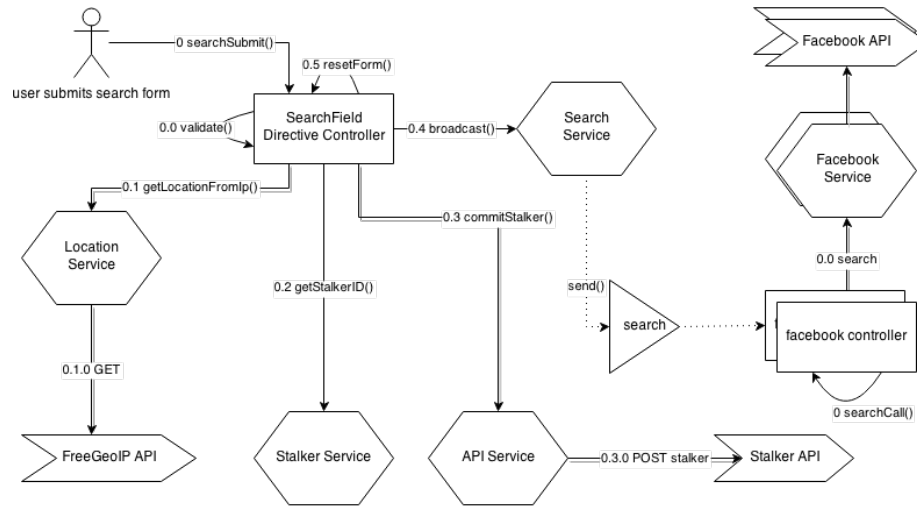 0 searchSubmit()
Facebook API
0.5 resetForm()
user submits search form
SearchField
Directive Controller
0.0 validate()
0.4 broadcast()
Search
Service
Facebook
Service
0.1 getLocationFromIp()
0.3 commitStalker()
Location
Service
0.0 search
0.2 getStalkerID()
send()
search
facebook controller
0.1.0 GET
0 searchCall()
FreeGeoIP API
Stalker Service
API Service
0.3.0 POST stalker
Stalker API